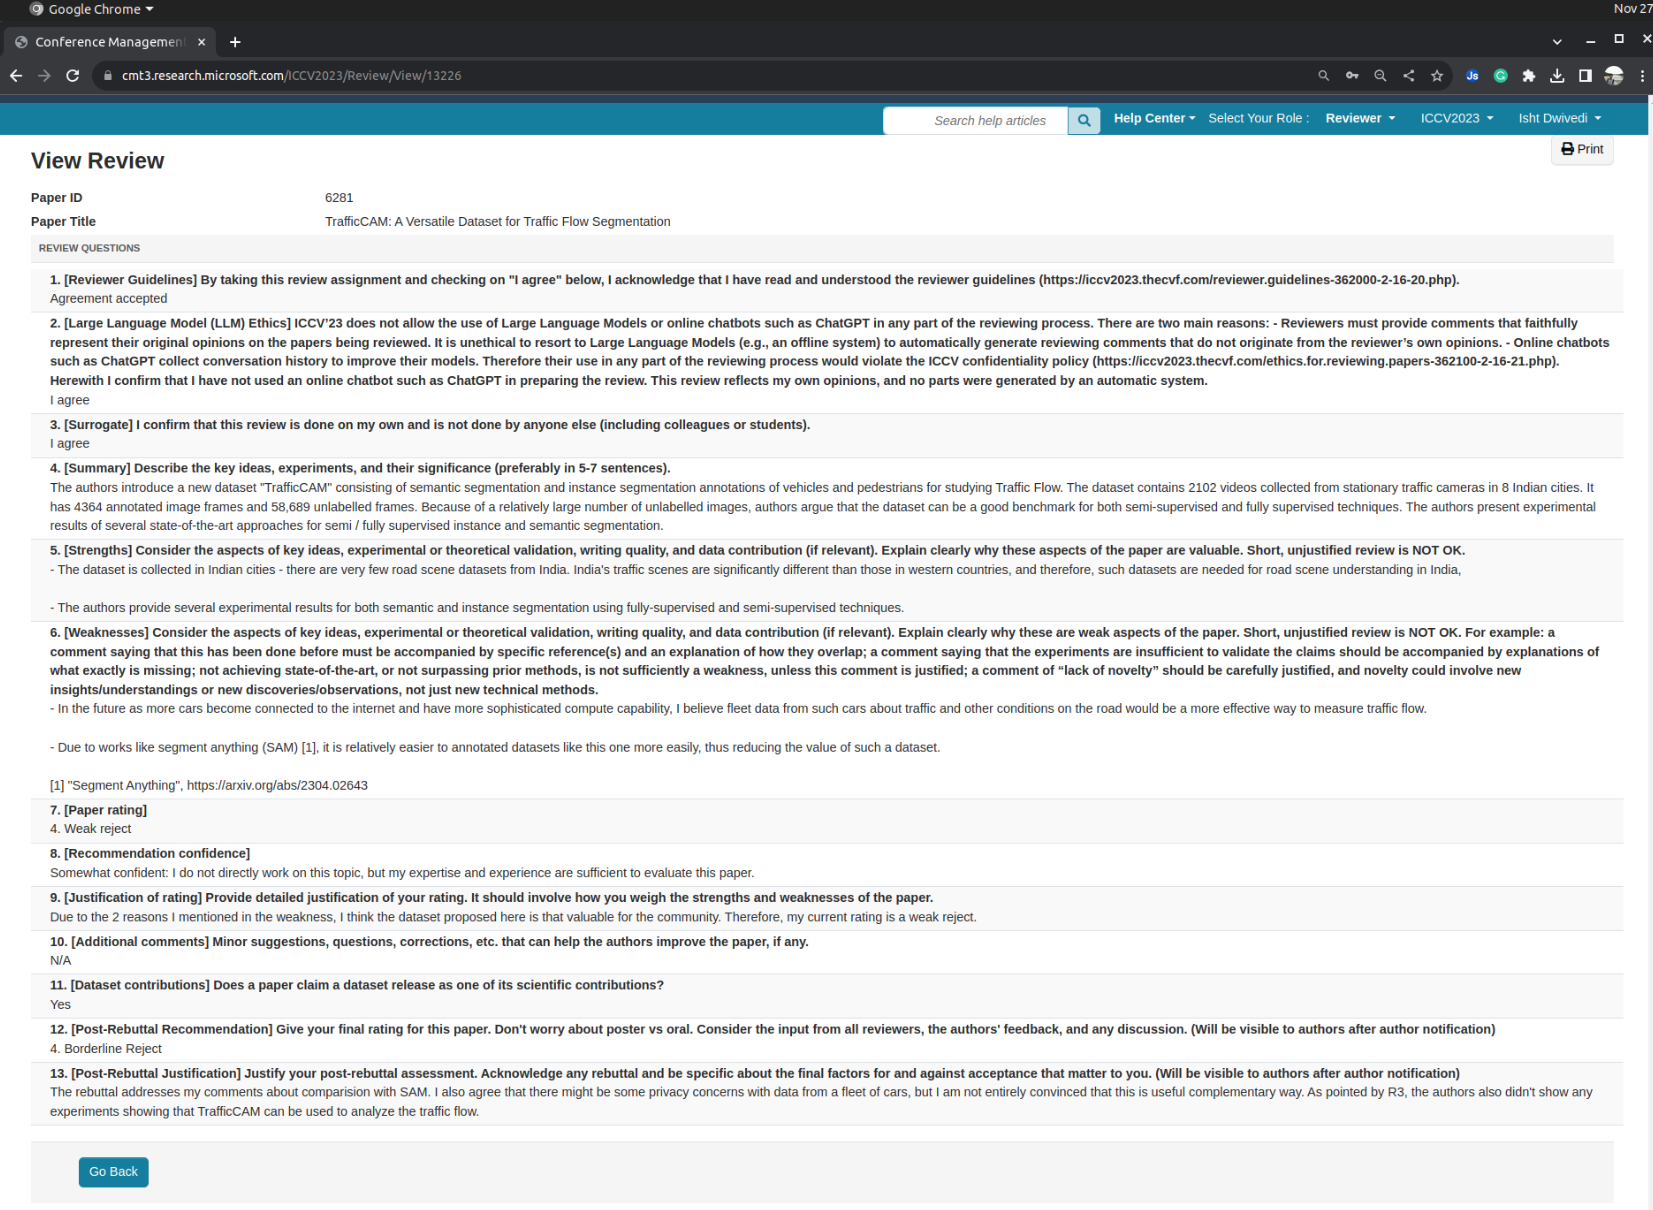 Google Chrome
Nov 27
Conference Management
cmt3.research.microsoft.com/ICCV2023/Review/View/13226
Js
Search help articles
Help Center
Select Your Role :
Reviewer
ICCV2023
Isht Dwivedi
View Review
Print
Paper ID 6281
Paper Title TrafficCAM: A Versatile Dataset for Traffic Flow Segmentation
REVIEW QUESTIONS
1. [Reviewer Guidelines] By taking this review assignment and checking on "I agree" below, I acknowledge that I have read and understood the reviewer guidelines (https://iccv2023.thecvf.com/reviewer.guidelines-362000-2-16-20.php).
Agreement accepted
2. [Large Language Model (LLM) Ethics] ICCV’23 does not allow the use of Large Language Models or online chatbots such as ChatGPT in any part of the reviewing process. There are two main reasons: - Reviewers must provide comments that faithfully
represent their original opinions on the papers being reviewed. It is unethical to resort to Large Language Models (e.g., an offline system) to automatically generate reviewing comments that do not originate from the reviewer’s own opinions. - Online chatbots
such as ChatGPT collect conversation history to improve their models. Therefore their use in any part of the reviewing process would violate the ICCV confidentiality policy (https://iccv2023.thecvf.com/ethics.for.reviewing.papers-362100-2-16-21.php).
Herewith I confirm that I have not used an online chatbot such as ChatGPT in preparing the review. This review reflects my own opinions, and no parts were generated by an automatic system.
I agree
3. [Surrogate] I confirm that this review is done on my own and is not done by anyone else (including colleagues or students).
I agree
4. [Summary] Describe the key ideas, experiments, and their significance (preferably in 5-7 sentences).
The authors introduce a new dataset "TrafficCAM" consisting of semantic segmentation and instance segmentation annotations of vehicles and pedestrians for studying Traffic Flow. The dataset contains 2102 videos collected from stationary traffic cameras in 8 Indian cities. It
has 4364 annotated image frames and 58,689 unlabelled frames. Because of a relatively large number of unlabelled images, authors argue that the dataset can be a good benchmark for both semi-supervised and fully supervised techniques. The authors present experimental
results of several state-of-the-art approaches for semi / fully supervised instance and semantic segmentation.
5. [Strengths] Consider the aspects of key ideas, experimental or theoretical validation, writing quality, and data contribution (if relevant). Explain clearly why these aspects of the paper are valuable. Short, unjustified review is NOT OK.
- The dataset is collected in Indian cities - there are very few road scene datasets from India. India's traffic scenes are significantly different than those in western countries, and therefore, such datasets are needed for road scene understanding in India,
- The authors provide several experimental results for both semantic and instance segmentation using fully-supervised and semi-supervised techniques.
6. [Weaknesses] Consider the aspects of key ideas, experimental or theoretical validation, writing quality, and data contribution (if relevant). Explain clearly why these are weak aspects of the paper. Short, unjustified review is NOT OK. For example: a
comment saying that this has been done before must be accompanied by specific reference(s) and an explanation of how they overlap; a comment saying that the experiments are insufficient to validate the claims should be accompanied by explanations of
what exactly is missing; not achieving state-of-the-art, or not surpassing prior methods, is not sufficiently a weakness, unless this comment is justified; a comment of “lack of novelty” should be carefully justified, and novelty could involve new
insights/understandings or new discoveries/observations, not just new technical methods.
- In the future as more cars become connected to the internet and have more sophisticated compute capability, I believe fleet data from such cars about traffic and other conditions on the road would be a more effective way to measure traffic flow.
- Due to works like segment anything (SAM) [1], it is relatively easier to annotated datasets like this one more easily, thus reducing the value of such a dataset.
[1] "Segment Anything", https://arxiv.org/abs/2304.02643
7. [Paper rating]
4. Weak reject
8. [Recommendation confidence]
Somewhat confident: I do not directly work on this topic, but my expertise and experience are sufficient to evaluate this paper.
9. [Justification of rating] Provide detailed justification of your rating. It should involve how you weigh the strengths and weaknesses of the paper.
Due to the 2 reasons I mentioned in the weakness, I think the dataset proposed here is that valuable for the community. Therefore, my current rating is a weak reject.
10. [Additional comments] Minor suggestions, questions, corrections, etc. that can help the authors improve the paper, if any.
N/A
11. [Dataset contributions] Does a paper claim a dataset release as one of its scientific contributions?
Yes
12. [Post-Rebuttal Recommendation] Give your final rating for this paper. Don't worry about poster vs oral. Consider the input from all reviewers, the authors' feedback, and any discussion. (Will be visible to authors after author notification)
4. Borderline Reject
13. [Post-Rebuttal Justification] Justify your post-rebuttal assessment. Acknowledge any rebuttal and be specific about the final factors for and against acceptance that matter to you. (Will be visible to authors after author notification)
The rebuttal addresses my comments about comparision with SAM. I also agree that there might be some privacy concerns with data from a fleet of cars, but I am not entirely convinced that this is useful complementary way. As pointed by R3, the authors also didn't show any
experiments showing that TrafficCAM can be used to analyze the traffic flow.
Go Back